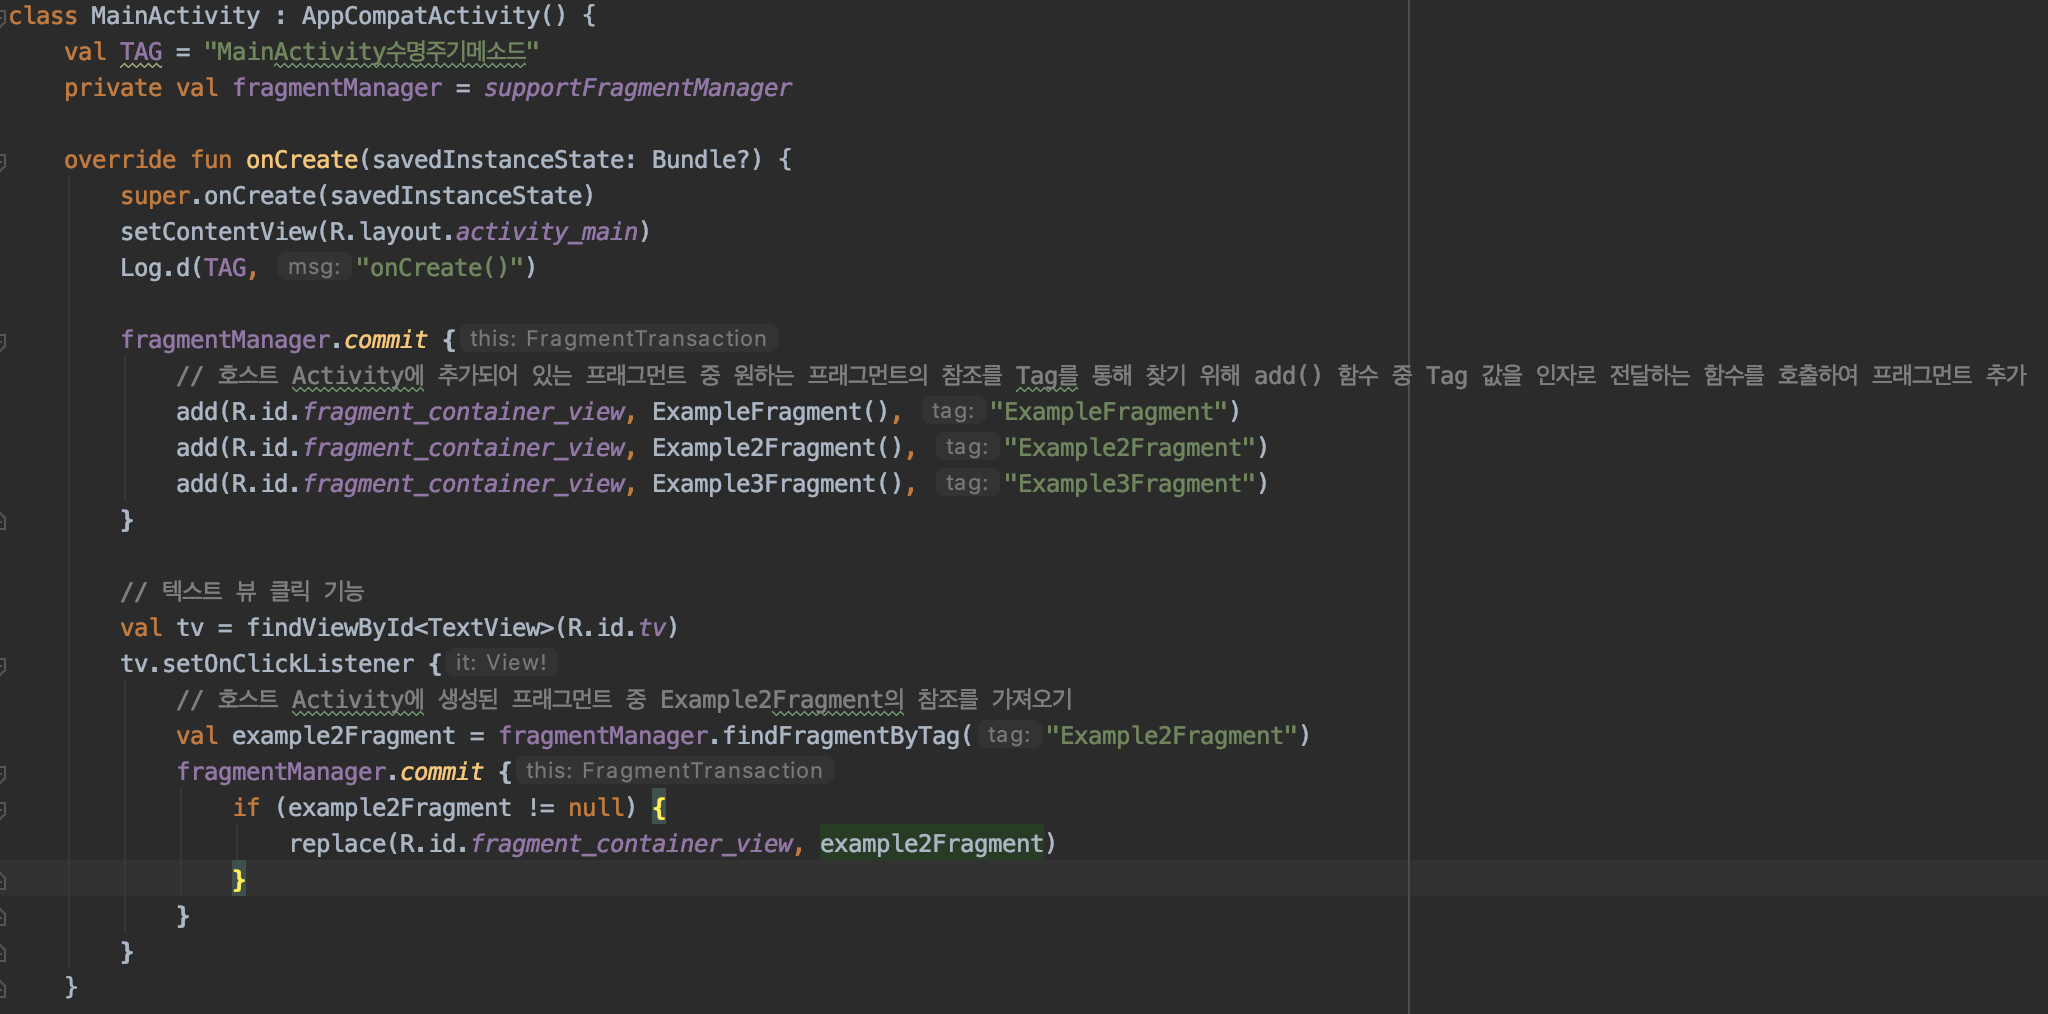 class MainActivity : AppCompatActivity() {
    val TAG = "MainActivity수명주기메소드"
    private val fragmentManager = supportFragmentManager
    override fun onCreate(savedInstanceState: Bundle?) {
        super.onCreate(savedInstanceState)
        setContentView(R.layout.activity_main)
        Log.d(TAG, msg: "onCreate()")
        fragmentManager.commit { this: FragmentTransaction
            // 호스트 Activity에 추가되어 있는 프래그먼트 중 원하는 프래그먼트의 참조를 Tag를 통해 찾기 위해 add() 함수 중 Tag 값을 인자로 전달하는 함수를 호출하여 프래그먼트 추가
            add(R.id.fragment_container_view, ExampleFragment(), tag: "ExampleFragment")
            add(R.id.fragment_container_view, Example2Fragment(), tag: "Example2Fragment")
            add(R.id.fragment_container_view, Example3Fragment(), tag: "Example3Fragment")
        }
        // 텍스트 뷰 클릭 기능
        val tv = findViewById<TextView>(R.id.tv)
        tv.setOnClickListener { it: View!
            // 호스트 Activity에 생성된 프래그먼트 중 Example2Fragment의 참조를 가져오기
            val example2Fragment = fragmentManager.findFragmentByTag( tag: "Example2Fragment")
            fragmentManager.commit { this: FragmentTransaction
                if (example2Fragment != null) {
                    replace(R.id.fragment_container_view, example2Fragment)
                }
            }
        }
    }